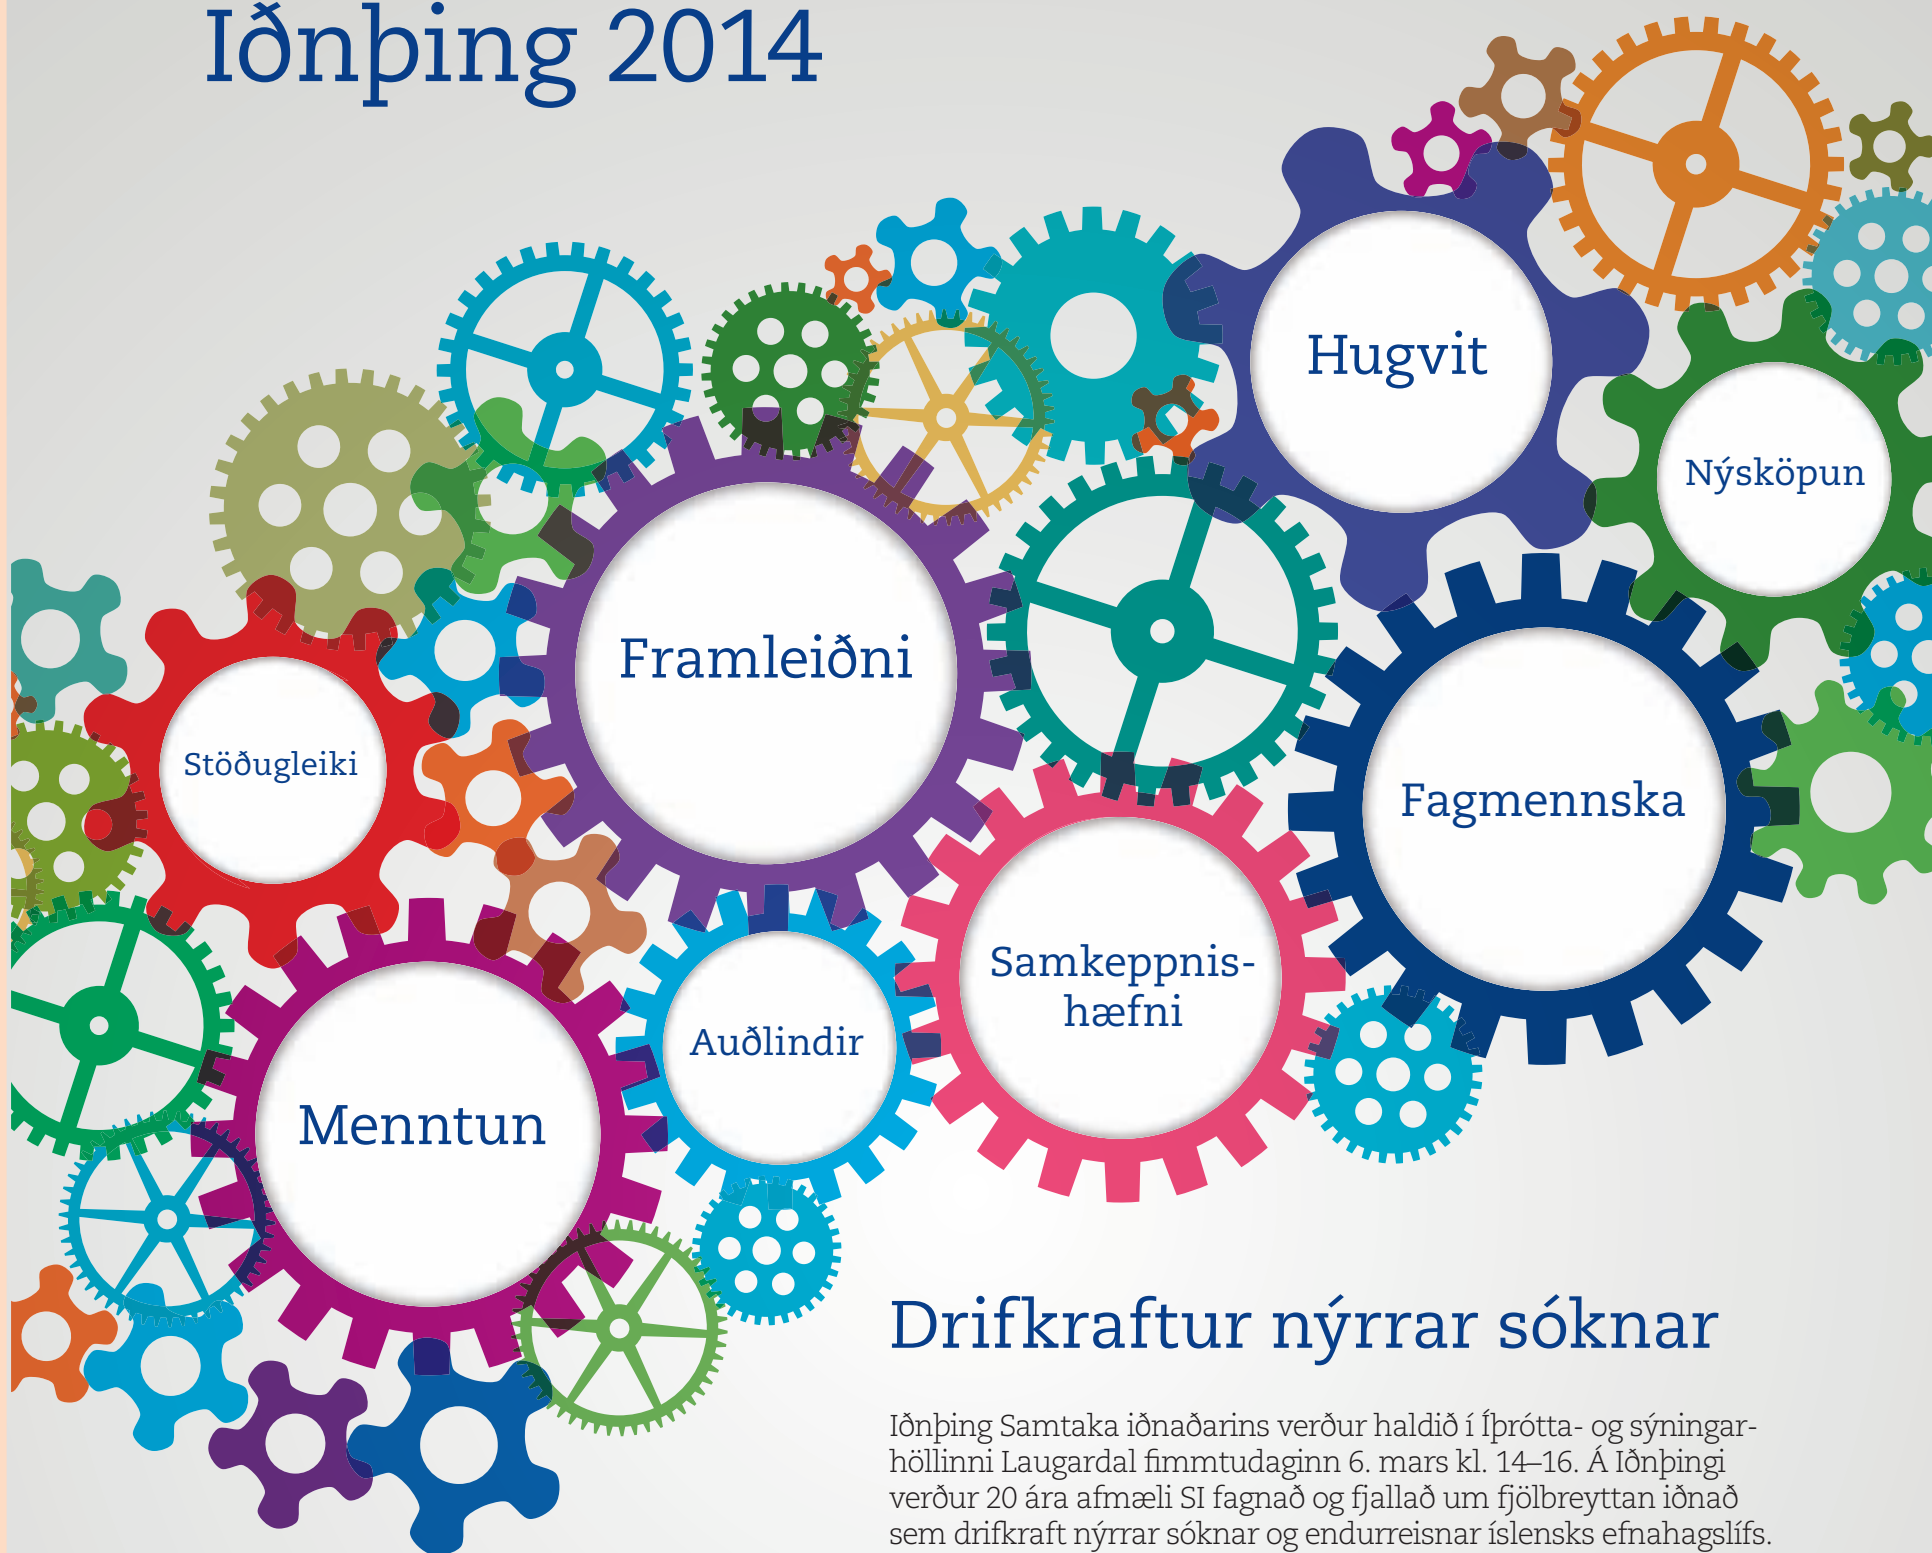 Iðnþing 2014
Hugvit
Nýsköpun
Framleiðni
Stöðugleiki
Fagmennska
Samkeppnis-
hæfni
Auðlindir
Menntun
Drifkraftur nýrrar sóknar
Iðnþing Samtaka iðnaðarins verður haldið í Íþrótta- og sýningar-
höllinni Laugardal fimmtudaginn 6. mars kl. 14–16. Á Iðnþingi
verður 20 ára afmæli SI fagnað og fjallað um fjölbreyttan iðnað
sem drifkraft nýrrar sóknar og endurreisnar íslensks efnahagslífs.